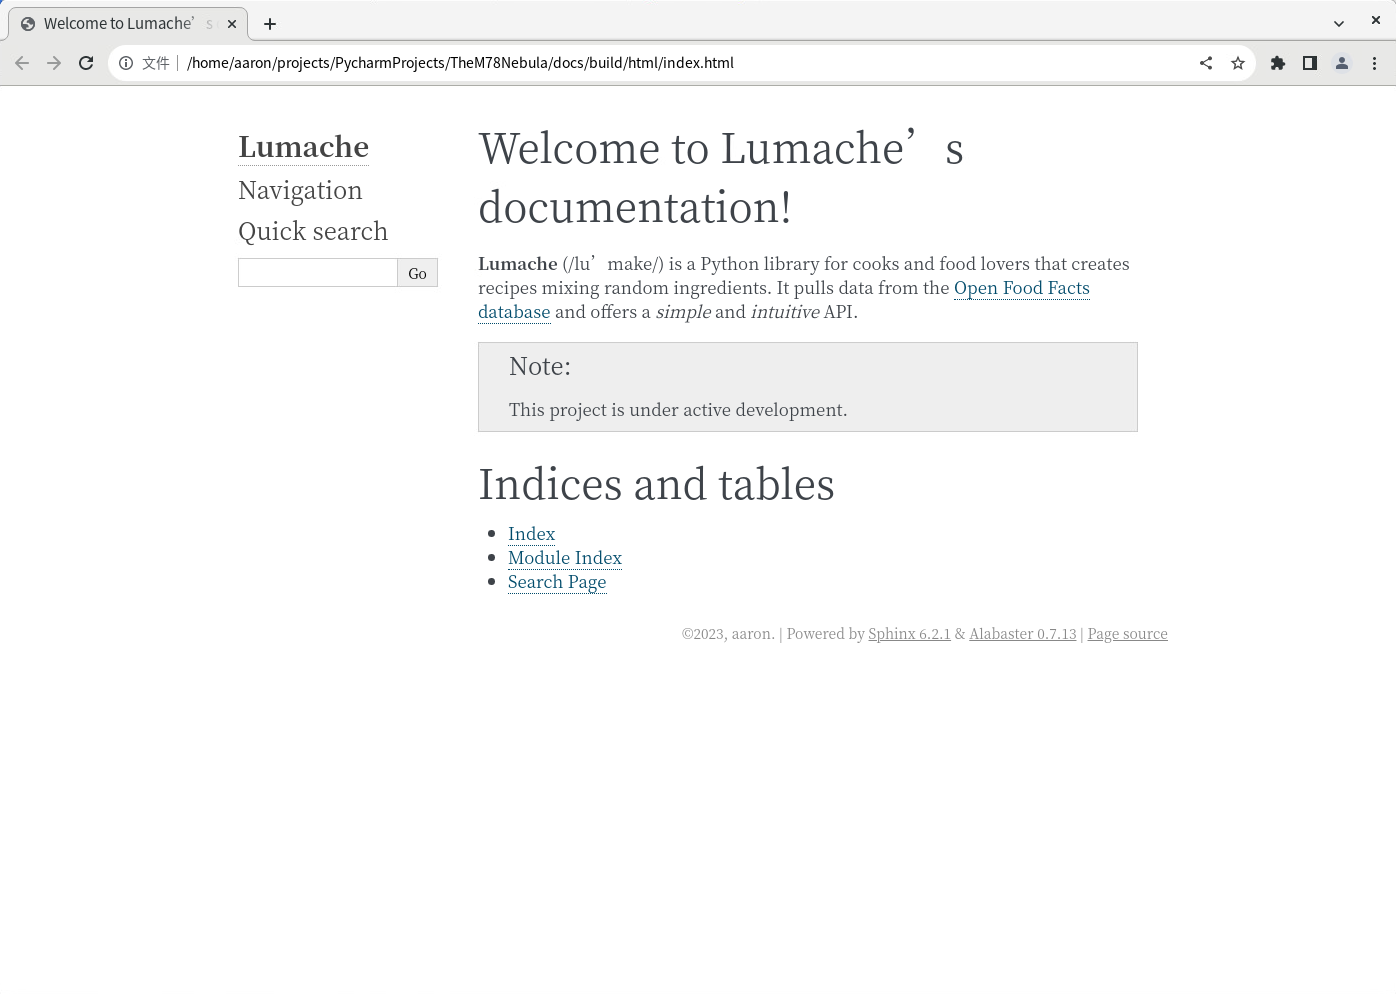 Welcome to Lumache’s
文件 | /home/aaron/projects/PycharmProjects/TheM78Nebula/docs/build/html/index.html
Lumache
Navigation
Quick search
Go
Welcome to Lumache’s
documentation!
Lumache (/lu’make/) is a Python library for cooks and food lovers that creates
recipes mixing random ingredients. It pulls data from the Open Food Facts
database and offers a simple and intuitive API.
Note:
This project is under active development.
Indices and tables
Index
Module Index
Search Page
©2023, aaron. | Powered by Sphinx 6.2.1 & Alabaster 0.7.13 | Page source